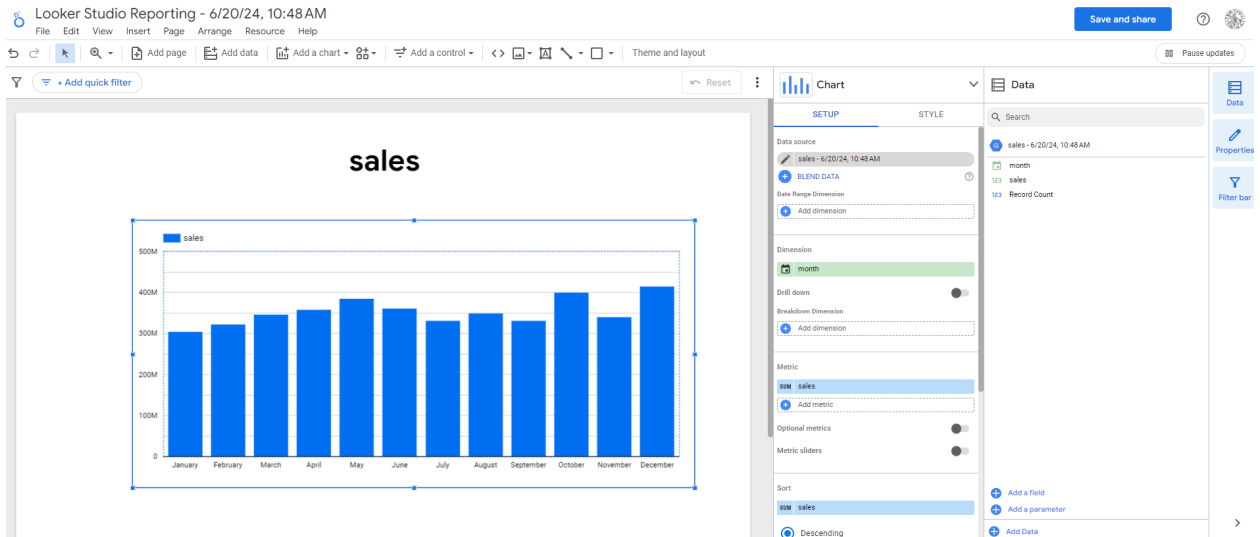 Looker Studio Reporting - 6/20/24, 10:48 AM
File Edit View Insert Page Arrange Resource Help
Save and share
Add page Add data Add a chart Add a control Theme and layout
Pause updates
+ Add quick filter
Reset
sales
sales
500M
400M
300M
200M
100M
0
January February March April May June July August September October November December
Chart
SETUP STYLE
Data source
sales - 6/20/24, 10:48 AM
BLEND DATA
Date Range Dimension
Add dimension
Dimension
month
Drill down
Breakdown Dimension
Add dimension
Metric
SUM sales
Add metric
Optional metrics
Metric sliders
Sort
SUM sales
Descending
Data
Search
sales - 6/20/24, 10:48 AM
month
123 sales
123 Record Count
Add a field
Add a parameter
Add Data
Data
Properties
Filter bar